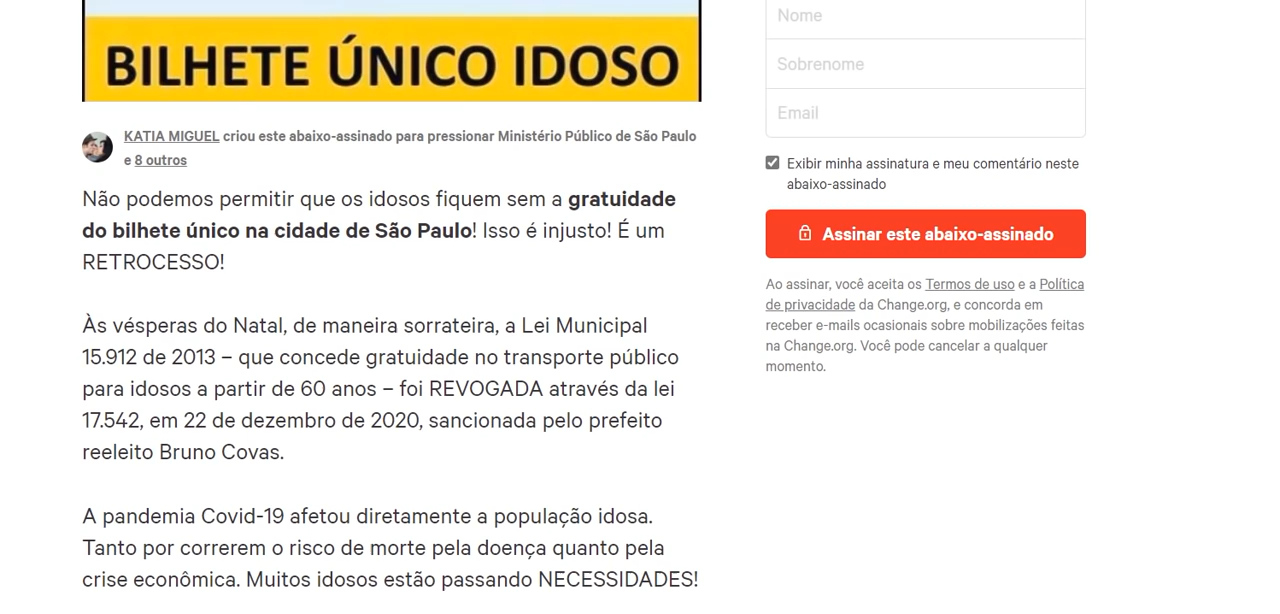 BILHETE ÚNICO IDOSO
KATIA MIGUEL criou este abaixo-assinado para pressionar Ministério Público de São Paulo
e 8 outros
Não podemos permitir que os idosos fiquem sem a gratuidade
do bilhete único na cidade de São Paulo! Isso é injusto! É um
RETROCESSO!
Às vésperas do Natal, de maneira sorrateira, a Lei Municipal
15.912 de 2013 – que concede gratuidade no transporte público
para idosos a partir de 60 anos – foi REVOGADA através da lei
17.542, em 22 de dezembro de 2020, sancionada pelo prefeito
reeleito Bruno Covas.
A pandemia Covid-19 afetou diretamente a população idosa.
Tanto por correrem o risco de morte pela doença quanto pela
crise econômica. Muitos idosos estão passando NECESSIDADES!
Nome
Sobrenome
Email
Exibir minha assinatura e meu comentário neste
abaixo-assinado
Assinar este abaixo-assinado
Ao assinar, você aceita os Termos de uso e a Política
de privacidade da Change.org, e concorda em
receber e-mails ocasionais sobre mobilizações feitas
na Change.org. Você pode cancelar a qualquer
momento.